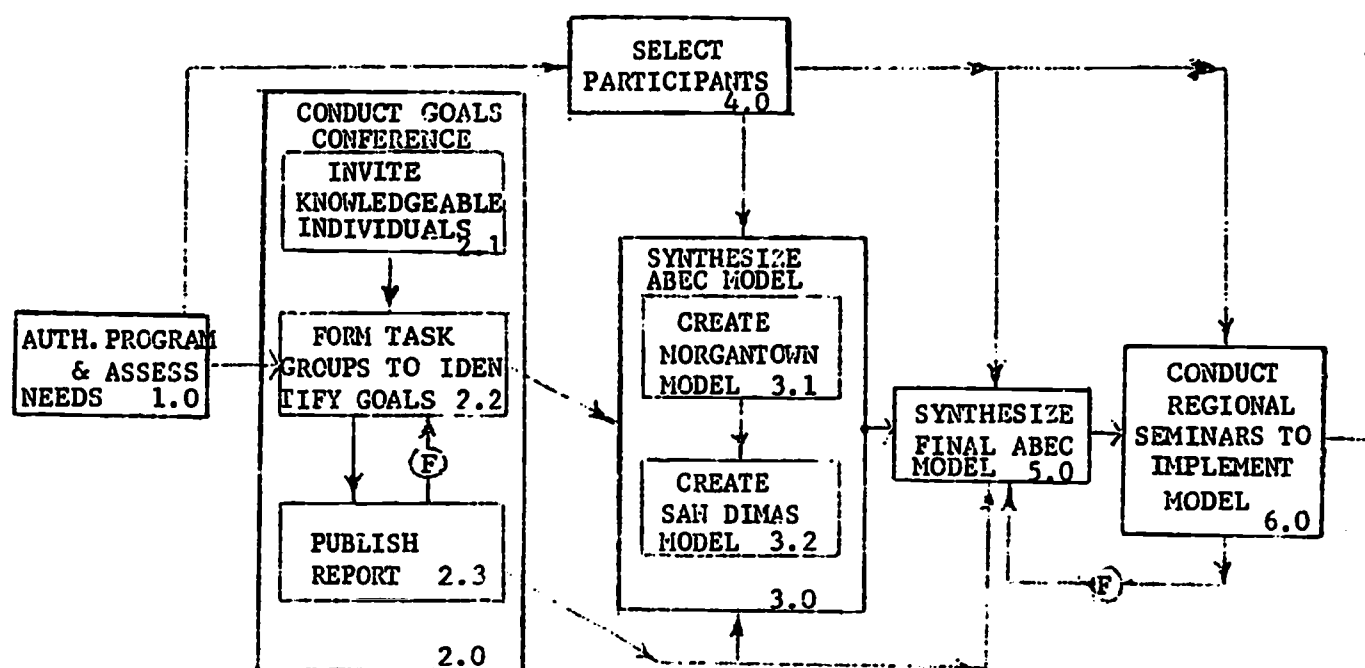 SELECT
PARTICIPANTS
4.0
CONDUCT GOALS
CONFERENCE
INVITE
KNOWLEDGEABLE
INDIVIDUALS
2.1
AUTH. PROGRAM
& ASSESS
NEEDS 1.0
FORM TASK
GROUPS TO IDEN
TIFY GOALS 2.2
F
PUBLISH
REPORT 2.3
2.0
SYNTHESIZE
ABEC MODEL
CREATE
MORGANTOWN
MODEL 3.1
CREATE
SAN DIMAS
MODEL 3.2
3.0
SYNTHESIZE
FINAL ABEC
MODEL 5.0
CONDUCT
REGIONAL
SEMINARS TO
IMPLEMENT
MODEL
6.0
F